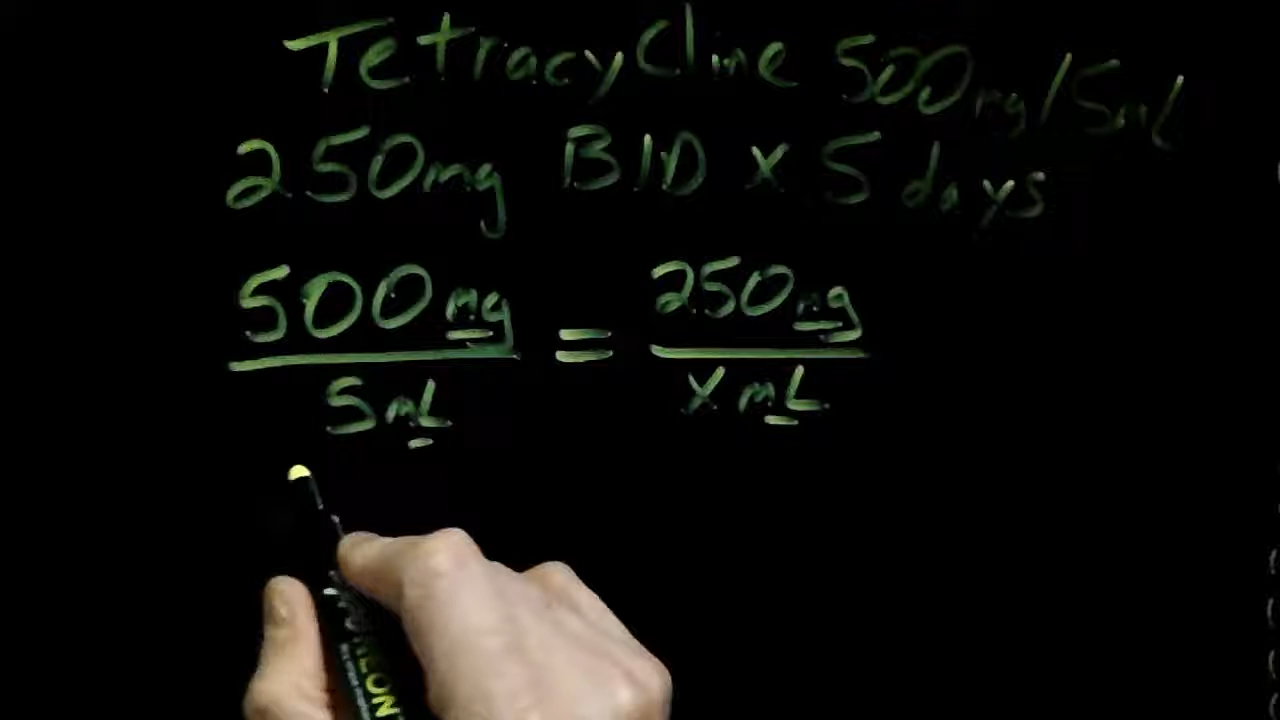 Tetracycline 500mg/5mL
250mg BID x 5 days
500mg = 250mg
5mL x mL